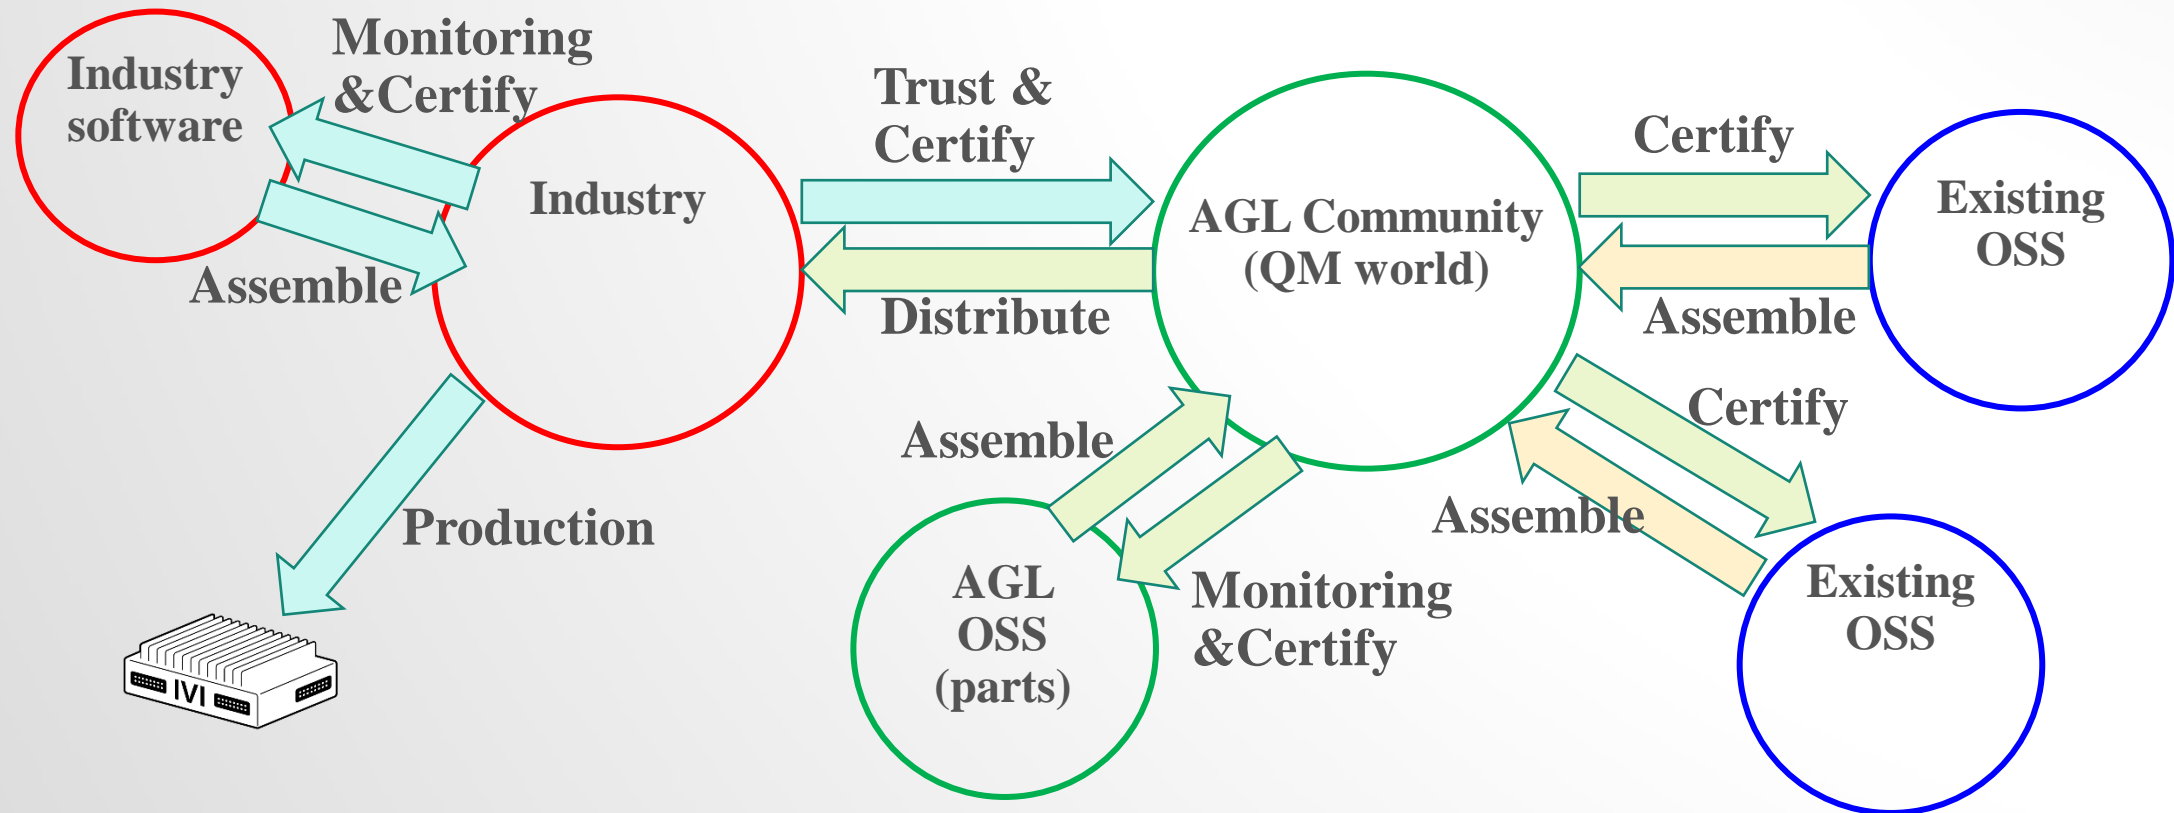 Industry
software
Monitoring
&Certify
Assemble
Industry
Production
IVI
Trust &
Certify
Distribute
AGL Community
(QM world)
Certify
Assemble
Existing
OSS
Assemble
Monitoring
&Certify
AGL
OSS
(parts)
Certify
Assemble
Existing
OSS